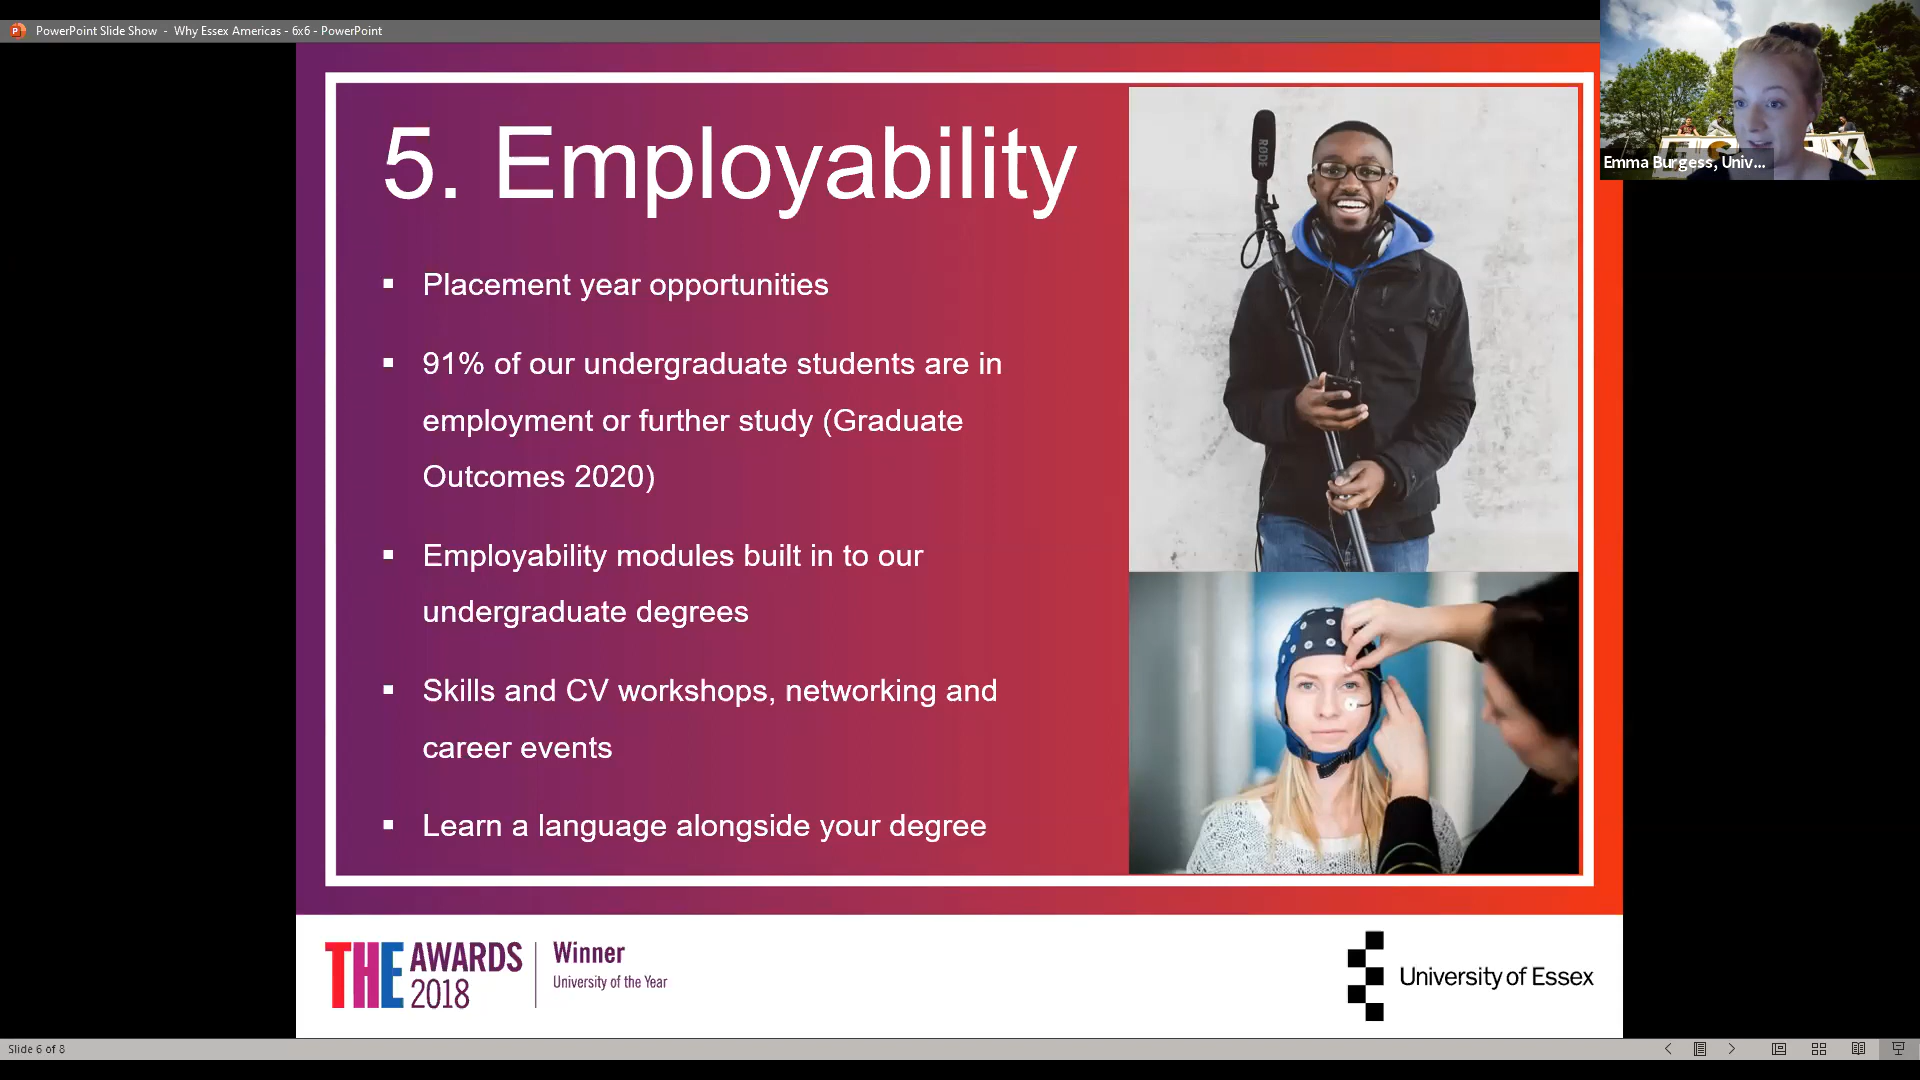 PowerPoint Slide Show - Why Essex Americas - 6x6 - PowerPoint
Emma Burgess, Univ...
5. Employability
RODE
▪ Placement year opportunities
▪ 91% of our undergraduate students are in
employment or further study (Graduate
Outcomes 2020)
▪ Employability modules built in to our
undergraduate degrees
▪ Skills and CV workshops, networking and
career events
▪ Learn a language alongside your degree
THE AWARDS 2018
Winner
University of the Year
University of Essex
Slide 6 of 8